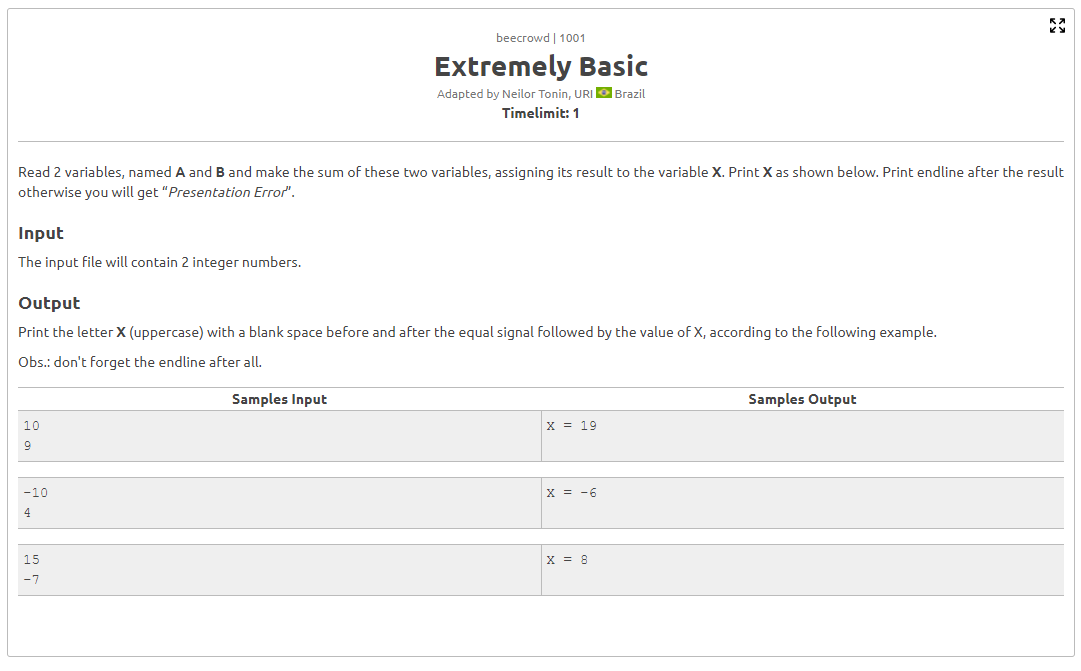 beecrowd | 1001
Extremely Basic
Adapted by Neilor Tonin, URI Brazil
Timelimit: 1
Read 2 variables, named A and B and make the sum of these two variables, assigning its result to the variable X. Print X as shown below. Print endline after the result
otherwise you will get “Presentation Error”.
Input
The input file will contain 2 integer numbers.
Output
Print the letter X (uppercase) with a blank space before and after the equal signal followed by the value of X, according to the following example.
Obs.: don't forget the endline after all.
Samples Input Samples Output
10 X = 19
9
-10 X = -6
4
15 X = 8
-7